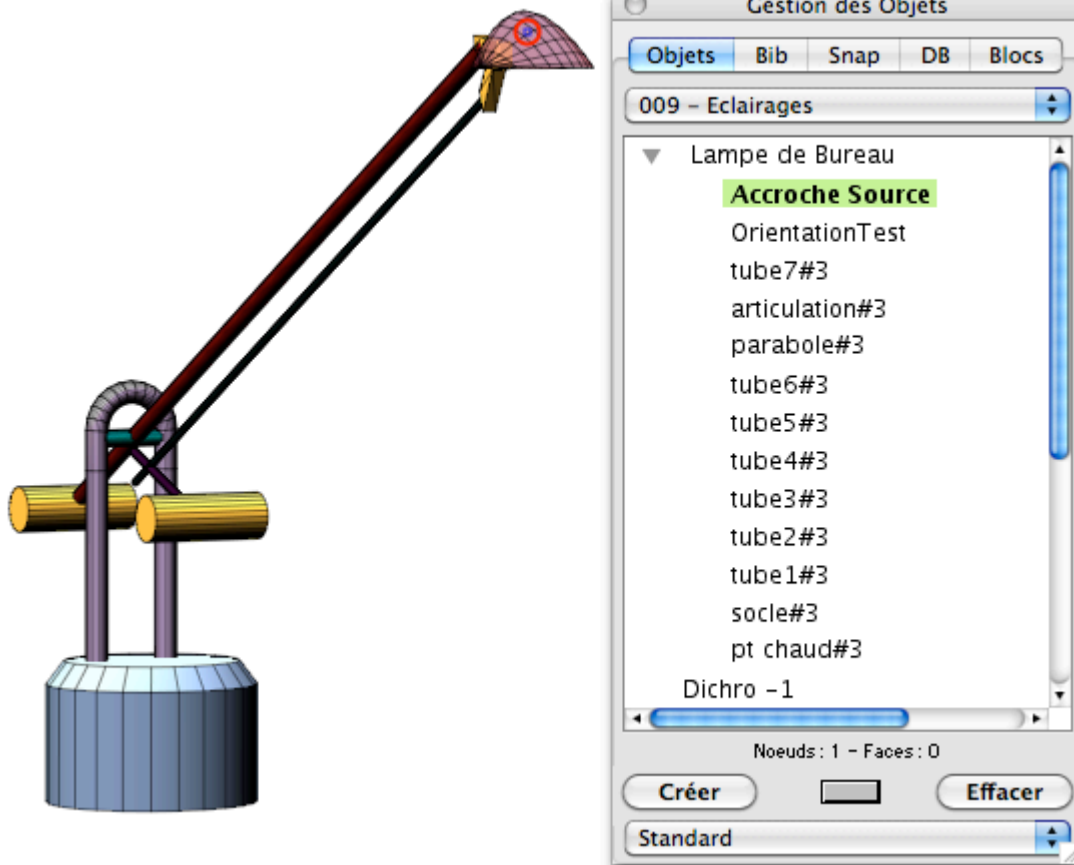 Gestion des Objets
Objets Bib Snap DB Blocs
009 - Eclairages
Lampe de Bureau
Accroche Source
OrientationTest
tube7#3
articulation#3
parabole#3
tube6#3
tube5#3
tube4#3
tube3#3
tube2#3
tube1#3
socle#3
pt chaud#3
Dichro -1
Noeuds : 1 - Faces : 0
Créer Effacer
Standard